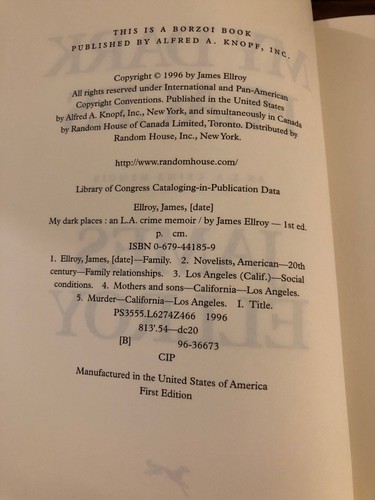 THIS IS A BORZOI BOOK
PUBLISHED BY ALFRED A. KNOPF, INC.
Copyright © 1996 by James Ellroy
All rights reserved under International and Pan-American
Copyright Conventions. Published in the United States
by Alfred A. Knopf, Inc., New York, and simultaneously in Canada
by Random House of Canada Limited, Toronto. Distributed by
Random House, Inc., New York.
http://www.randomhouse.com/
Library of Congress Cataloging-in-Publication Data
Ellroy, James, [date]
My dark places : an L.A. crime memoir / by James Ellroy — 1st ed.
p. cm.
ISBN 0-679-44185-9
1. Ellroy, James, [date]—Family. 2. Novelists, American—20th
century—Family relationships. 3. Los Angeles (Calif.)—Social
conditions. 4. Mothers and sons—California—Los Angeles.
5. Murder—California—Los Angeles. I. Title.
PS3555.L6274Z466 1996
813'.54—dc20
[B] 96-36673
CIP
Manufactured in the United States of America
First Edition